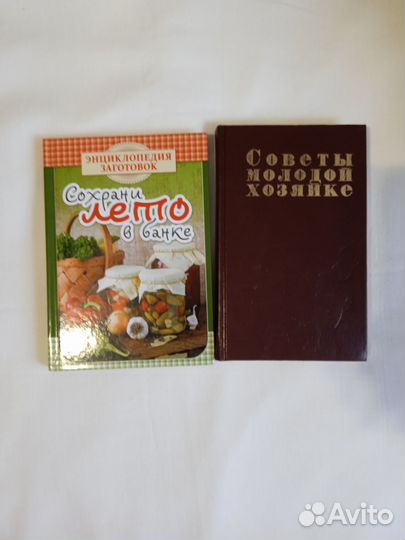 ЭНЦИКЛОПЕДИЯ
ЗАГОТОВОК
Сохрани
лето
в банке
Советы
молодой
хозяйке
Avito